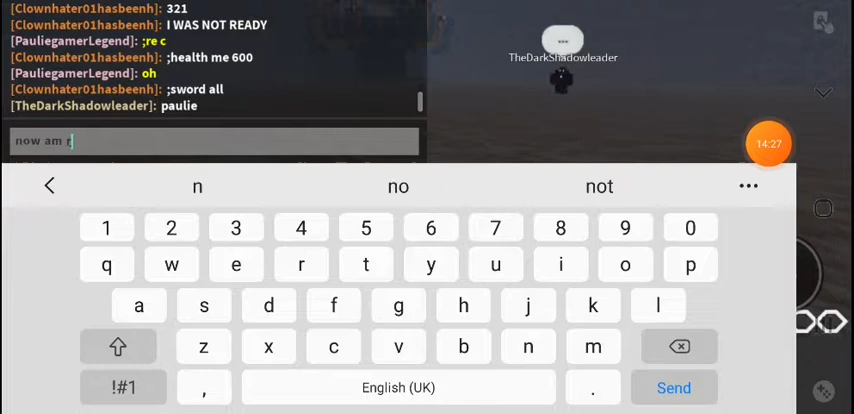 [Clownhater01hasbeenh]: 321
[Clownhater01hasbeenh]: I WAS NOT READY
[PauliegamerLegend]: ;re c
[Clownhater01hasbeenh]: ;health me 600
[PauliegamerLegend]: oh
[Clownhater01hasbeenh]: ;sword all
[TheDarkShadowleader]: paulie
...
TheDarkShadowleader
now am r
14:27
n no not
1 2 3 4 5 6 7 8 9 0
q w e r t y u i o p
a s d f g h j k l
z x c v b n m
!#1 , English (UK) . Send